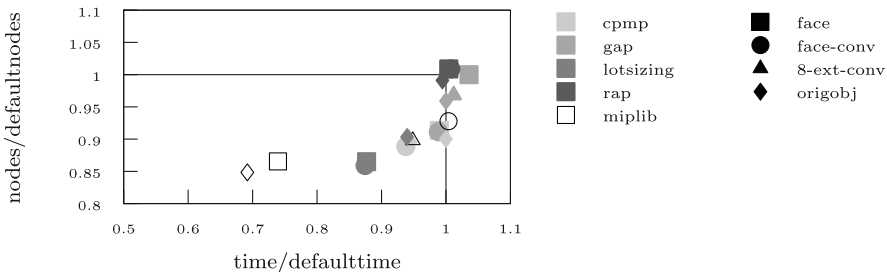 nodes/defaultnodes
1.1
1.05
1
0.95
0.9
0.85
0.8
0.5 0.6 0.7 0.8 0.9 1 1.1
time/defaulttime
cpmp
gap
lotsizing
rap
miplib
face
face-conv
8-ext-conv
origobj